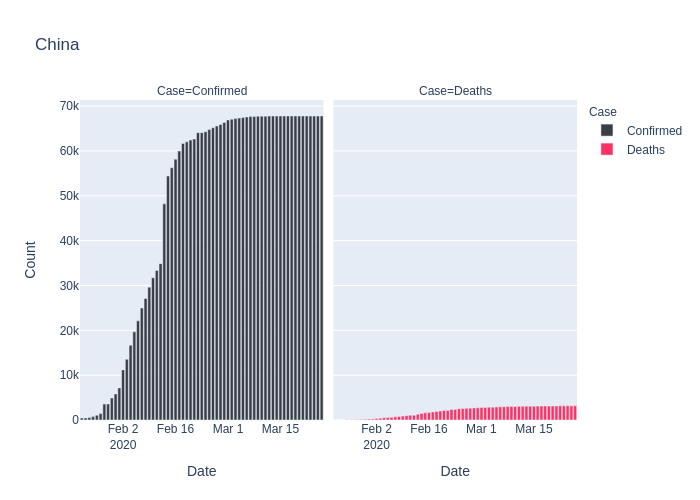 China
Case=Confirmed
Case=Deaths
Case
Confirmed
Deaths
Count
70k
60k
50k
40k
30k
20k
10k
0
Feb 2
2020
Feb 16
Mar 1
Mar 15
Feb 2
2020
Feb 16
Mar 1
Mar 15
Date
Date